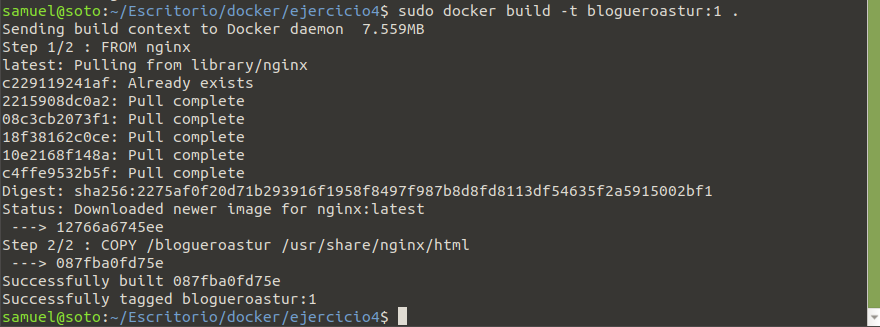 samuel@soto:~/Escritorio/docker/ejercicio4$ sudo docker build -t blogueroastur:1 .
Sending build context to Docker daemon  7.559MB
Step 1/2 : FROM nginx
latest: Pulling from library/nginx
c229119241af: Already exists
2215908dc0a2: Pull complete
08c3cb2073f1: Pull complete
18f38162c0ce: Pull complete
10e2168f148a: Pull complete
c4ffe9532b5f: Pull complete
Digest: sha256:2275af0f20d71b293916f1958f8497f987b8d8fd8113df54635f2a5915002bf1
Status: Downloaded newer image for nginx:latest
 ---> 12766a6745ee
Step 2/2 : COPY /blogueroastur /usr/share/nginx/html
 ---> 087fba0fd75e
Successfully built 087fba0fd75e
Successfully tagged blogueroastur:1
samuel@soto:~/Escritorio/docker/ejercicio4$